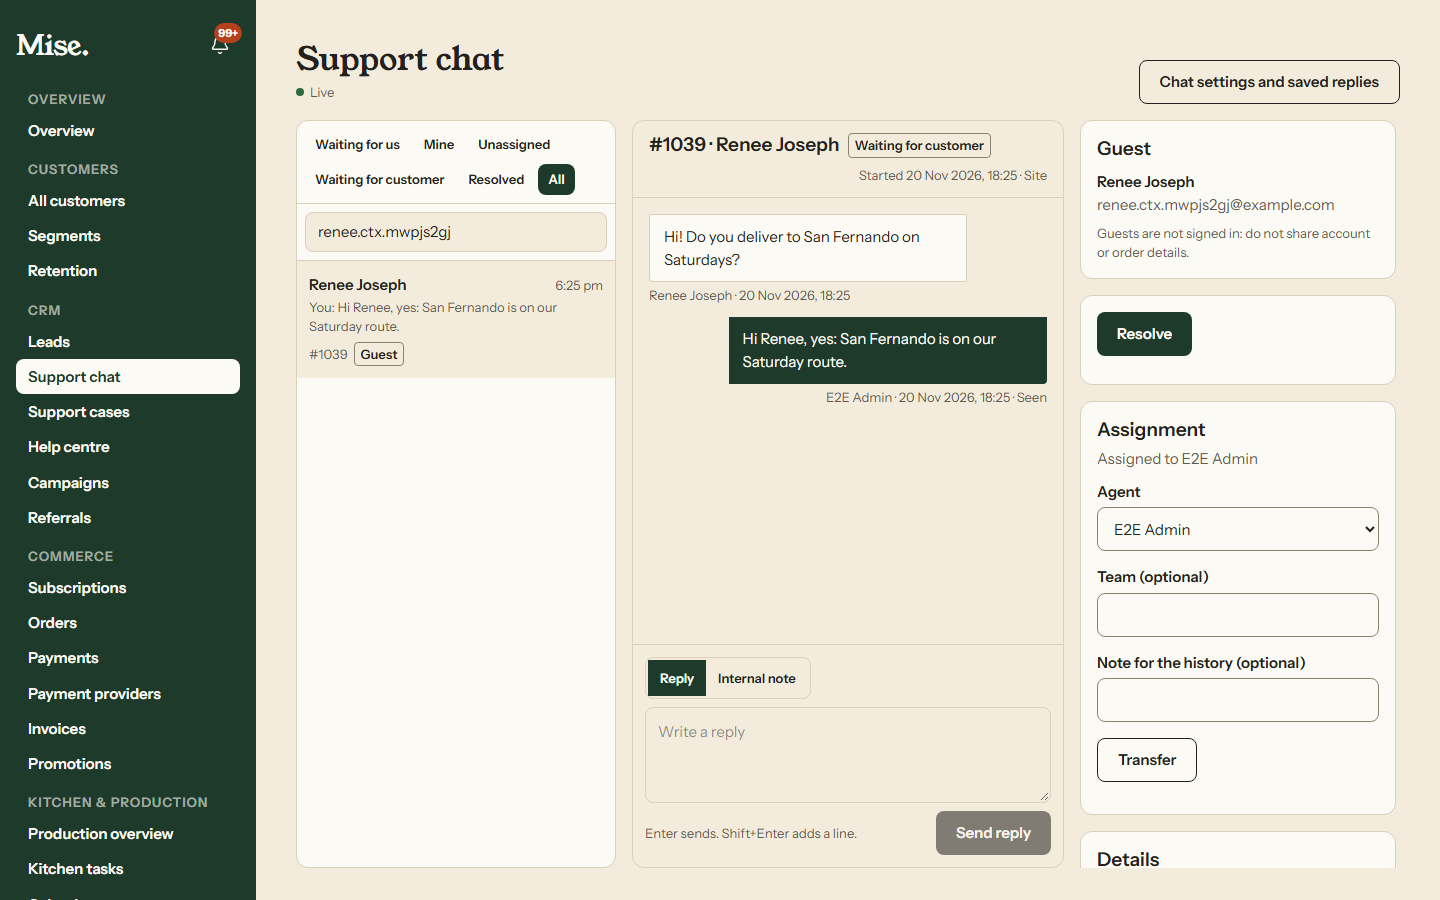 Mise.
99+
OVERVIEW
Overview
CUSTOMERS
All customers
Segments
Retention
CRM
Leads
Support chat
Support cases
Help centre
Campaigns
Referrals
COMMERCE
Subscriptions
Orders
Payments
Payment providers
Invoices
Promotions
KITCHEN & PRODUCTION
Production overview
Kitchen tasks
Support chat
Live
Chat settings and saved replies
Waiting for us Mine Unassigned
Waiting for customer Resolved All
renee.ctx.mwpjs2gj
Renee Joseph 6:25 pm
You: Hi Renee, yes: San Fernando is on our
Saturday route.
#1039 Guest
#1039 · Renee Joseph Waiting for customer
Started 20 Nov 2026, 18:25 · Site
Hi! Do you deliver to San Fernando on
Saturdays?
Renee Joseph · 20 Nov 2026, 18:25
Hi Renee, yes: San Fernando is on our
Saturday route.
E2E Admin · 20 Nov 2026, 18:25 · Seen
Reply Internal note
Write a reply
Enter sends. Shift+Enter adds a line.
Send reply
Guest
Renee Joseph
renee.ctx.mwpjs2gj@example.com
Guests are not signed in: do not share account
or order details.
Resolve
Assignment
Assigned to E2E Admin
Agent
E2E Admin
Team (optional)
Note for the history (optional)
Transfer
Details